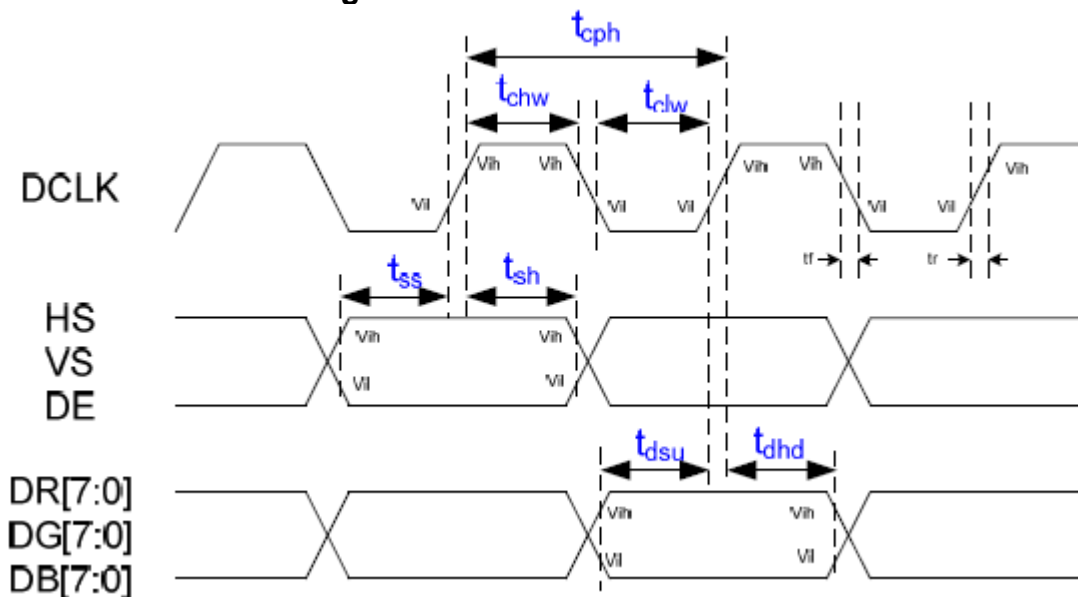 g
tcph
tchw
tclw
DCLK
Vih Vih Vih Vih Vih
Vil Vil Vil Vil Vil
tf tr
tss tsh
HS
VS
DE
Vih Vih
Vil Vil
tdsu tdhd
DR[7:0]
DG[7:0]
DB[7:0]
Vih Vih
Vil Vil